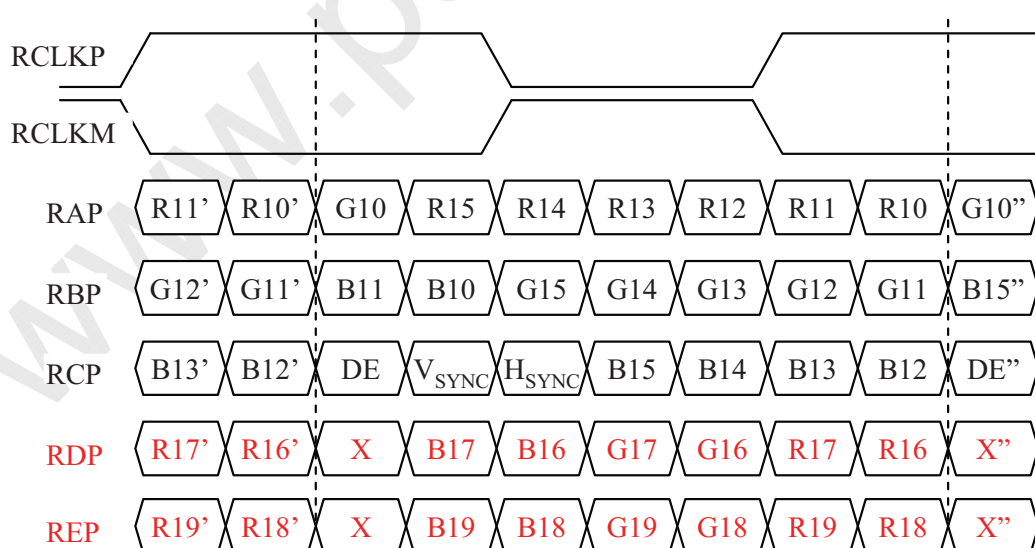 www.p
RCLKP
RCLKM
RAP R11’ R10’ G10 R15 R14 R13 R12 R11 R10 G10”
RBP G12’ G11’ B11 B10 G15 G14 G13 G12 G11 B15”
RCP B13’ B12’ DE VSYNC HSYNC B15 B14 B13 B12 DE”
RDP R17’ R16’ X B17 B16 G17 G16 R17 R16 X”
REP R19’ R18’ X B19 B18 G19 G18 R19 R18 X”